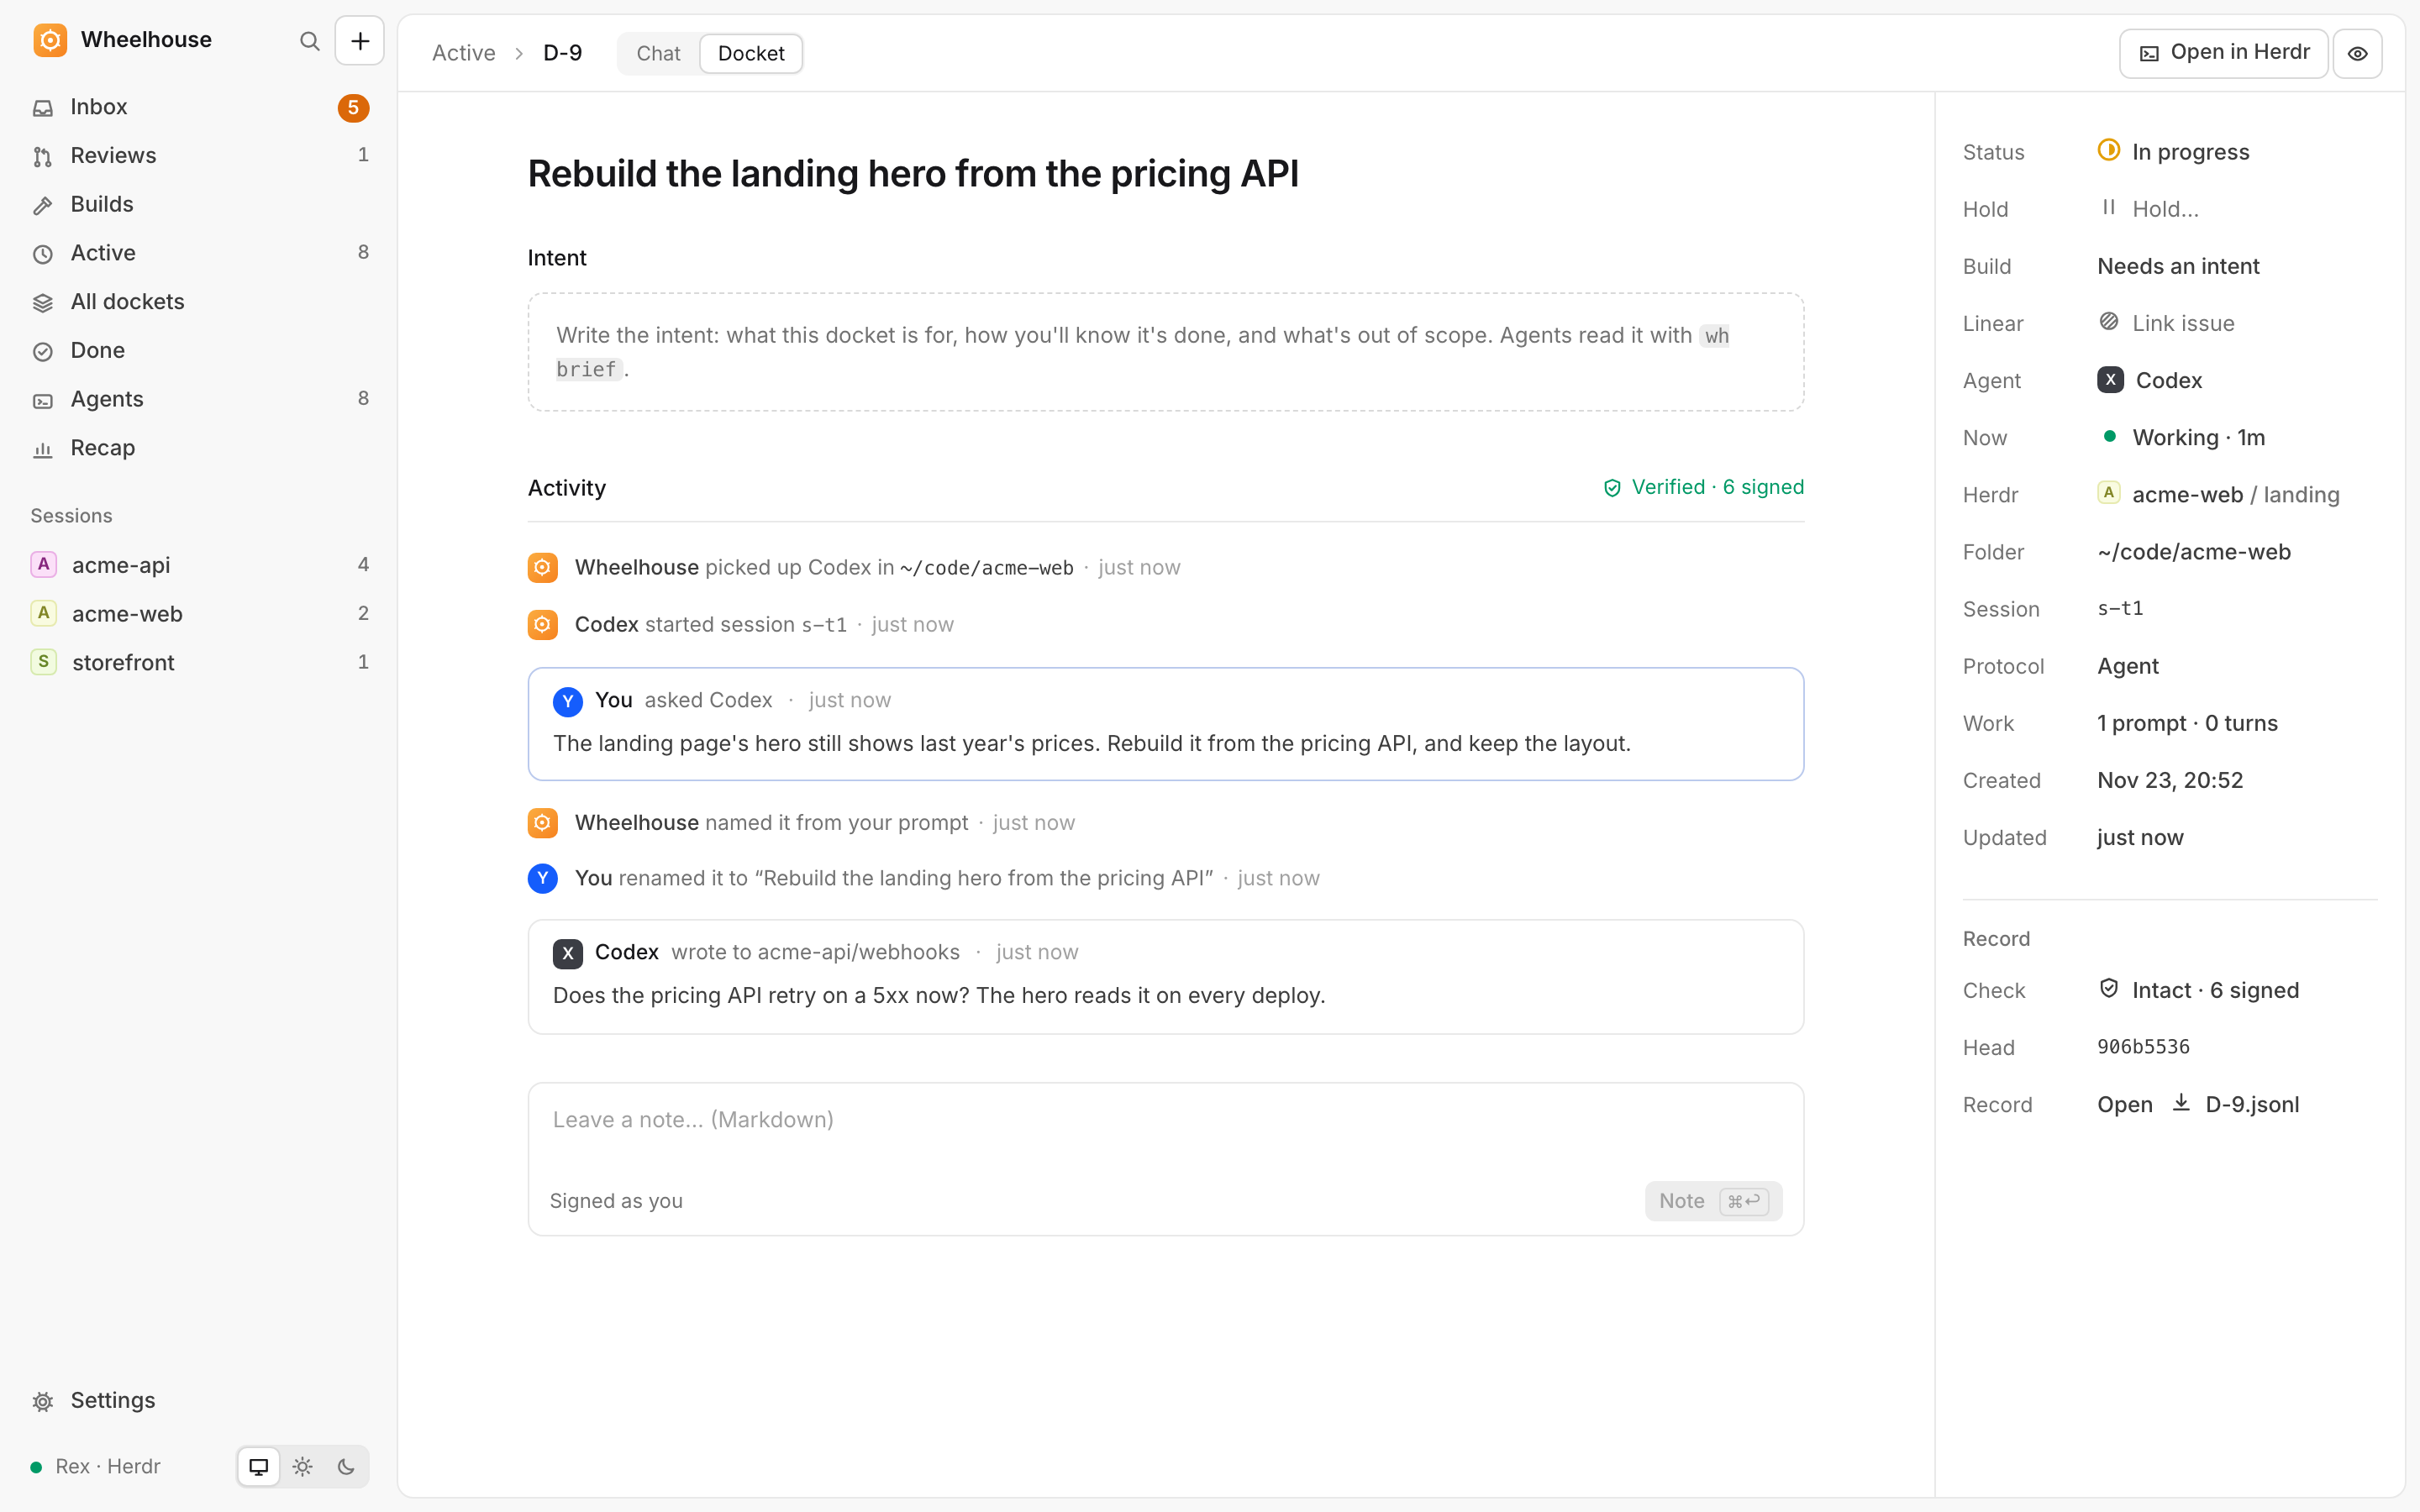 Wheelhouse
Inbox 5
Reviews 1
Builds
Active 8
All dockets
Done
Agents 8
Recap
Sessions
A acme-api 4
A acme-web 2
S storefront 1
Settings
Rex · Herdr
Active › D-9 Chat Docket
Open in Herdr
Rebuild the landing hero from the pricing API
Intent
Write the intent: what this docket is for, how you'll know it's done, and what's out of scope. Agents read it with wh
brief.
Activity
Verified · 6 signed
Wheelhouse picked up Codex in ~/code/acme-web · just now
Codex started session s-t1 · just now
Y You asked Codex · just now
The landing page's hero still shows last year's prices. Rebuild it from the pricing API, and keep the layout.
Wheelhouse named it from your prompt · just now
Y You renamed it to “Rebuild the landing hero from the pricing API” · just now
X Codex wrote to acme-api/webhooks · just now
Does the pricing API retry on a 5xx now? The hero reads it on every deploy.
Leave a note... (Markdown)
Signed as you
Note ⌘↩
Status In progress
Hold Hold...
Build Needs an intent
Linear Link issue
Agent X Codex
Now Working · 1m
Herdr A acme-web / landing
Folder ~/code/acme-web
Session s-t1
Protocol Agent
Work 1 prompt · 0 turns
Created Nov 23, 20:52
Updated just now
Record
Check Intact · 6 signed
Head 906b5536
Record Open D-9.jsonl